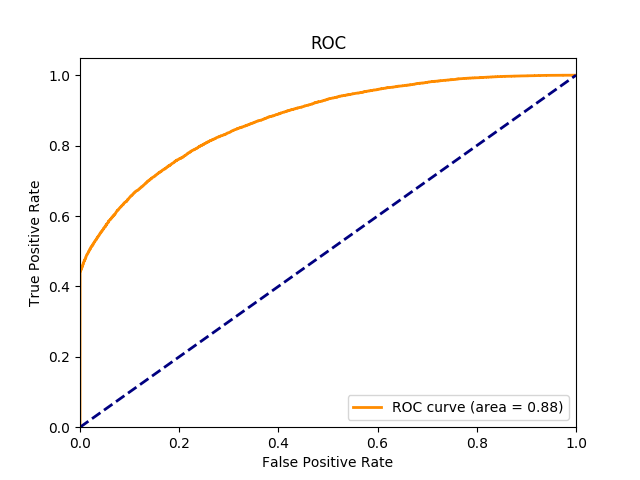 ROC
True Positive Rate
1.0
0.8
0.6
0.4
0.2
0.0
0.0 0.2 0.4 0.6 0.8 1.0
False Positive Rate
ROC curve (area = 0.88)